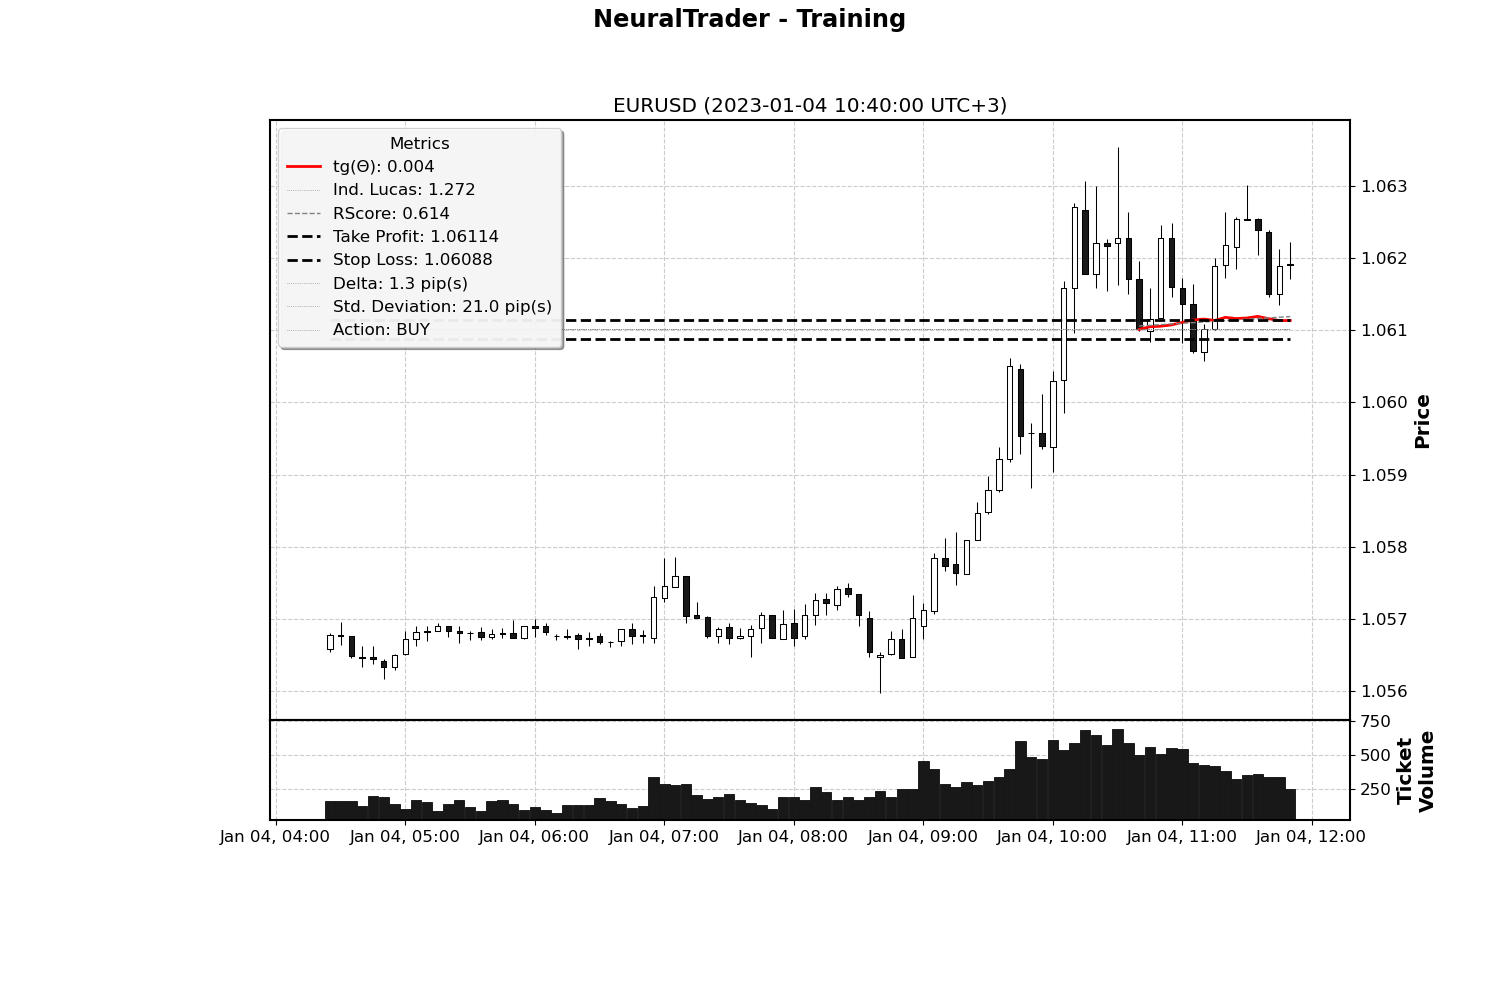 NeuralTrader - Training
EURUSD (2023-01-04 10:40:00 UTC+3)
Metrics
tg(Θ): 0.004
Ind. Lucas: 1.272
RScore: 0.614
Take Profit: 1.06114
Stop Loss: 1.06088
Delta: 1.3 pip(s)
Std. Deviation: 21.0 pip(s)
Action: BUY
1.063
1.062
1.061
1.060
1.059
1.058
1.057
1.056
Price
750
500
250
Ticket
Volume
Jan 04, 04:00
Jan 04, 05:00
Jan 04, 06:00
Jan 04, 07:00
Jan 04, 08:00
Jan 04, 09:00
Jan 04, 10:00
Jan 04, 11:00
Jan 04, 12:00